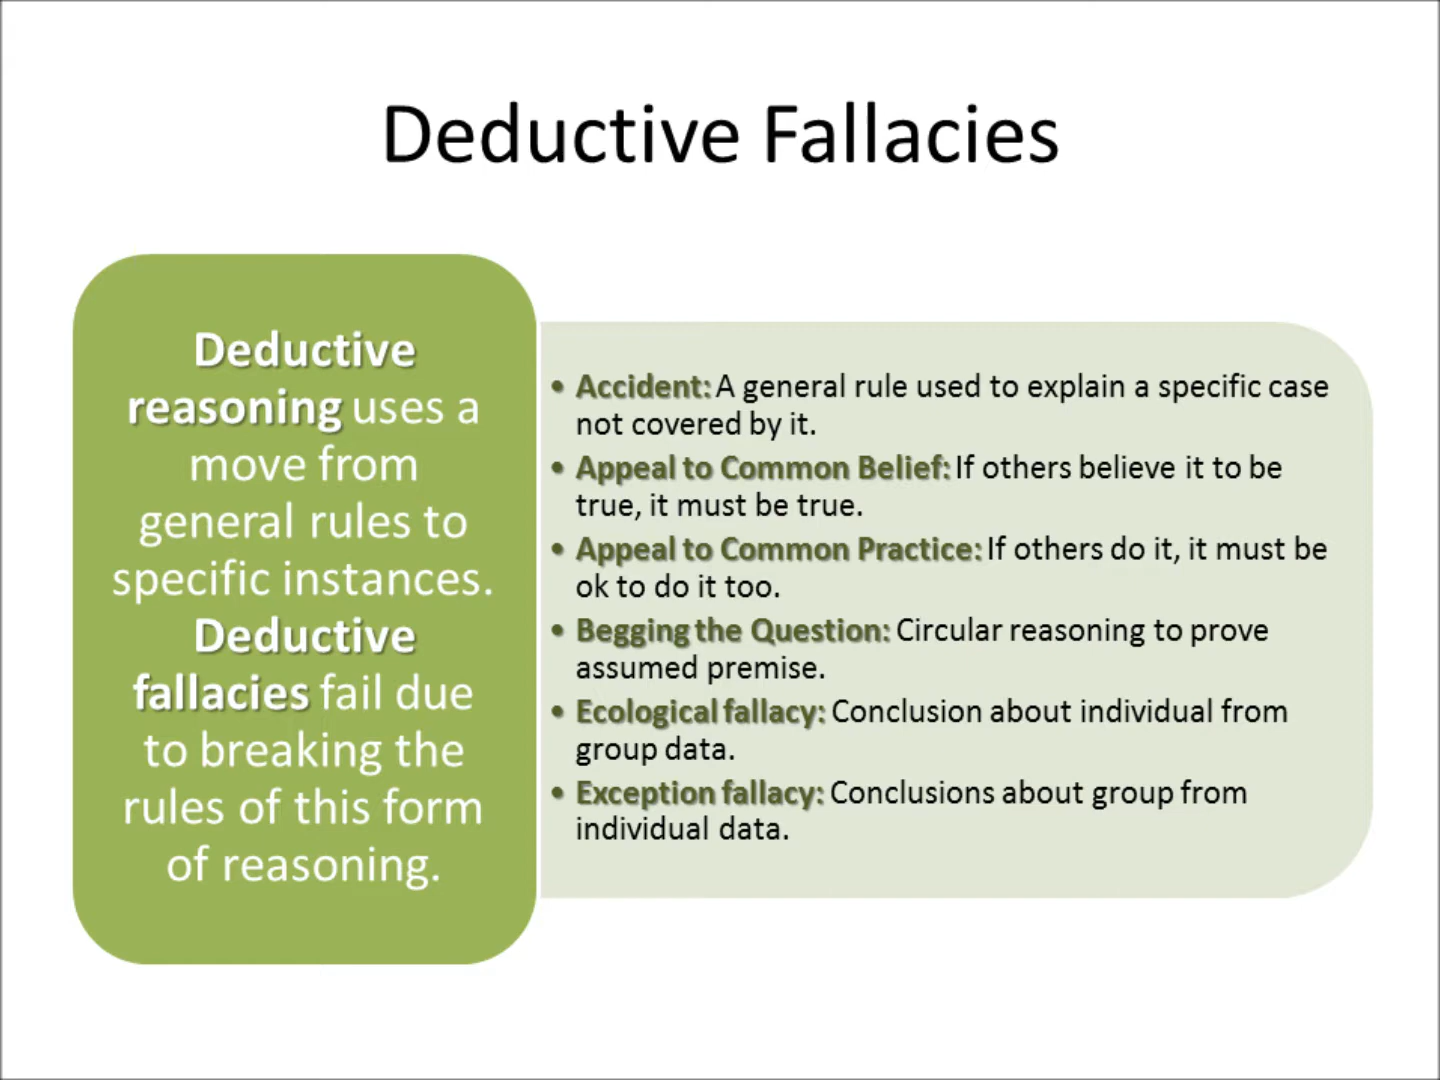 Deductive Fallacies
Deductive
reasoning uses a
move from
general rules to
specific instances.
Deductive
fallacies fail due
to breaking the
rules of this form
of reasoning.
• Accident: A general rule used to explain a specific case
not covered by it.
• Appeal to Common Belief: If others believe it to be
true, it must be true.
• Appeal to Common Practice: If others do it, it must be
ok to do it too.
• Begging the Question: Circular reasoning to prove
assumed premise.
• Ecological fallacy: Conclusion about individual from
group data.
• Exception fallacy: Conclusions about group from
individual data.